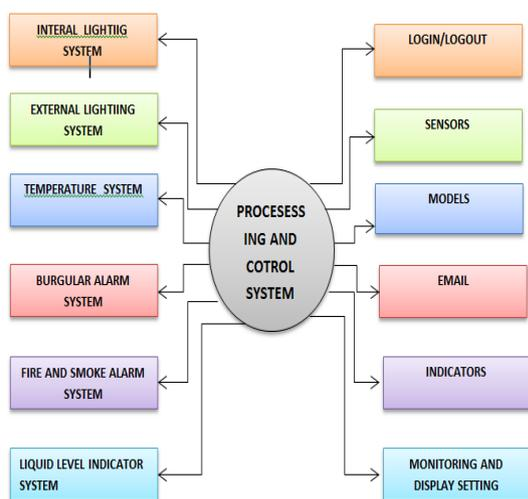 INTERAL LIGHTIIG
SYSTEM
EXTERNAL LIGHTIING
SYSTEM
TEMPERATURE SYSTEM
BURGULAR ALARM
SYSTEM
FIRE AND SMOKE ALARM
SYSTEM
LIQUID LEVEL INDICATOR
SYSTEM
PROCESESS
ING AND
COTROL
SYSTEM
LOGIN/LOGOUT
SENSORS
MODELS
EMAIL
INDICATORS
MONITORING AND
DISPLAY SETTING